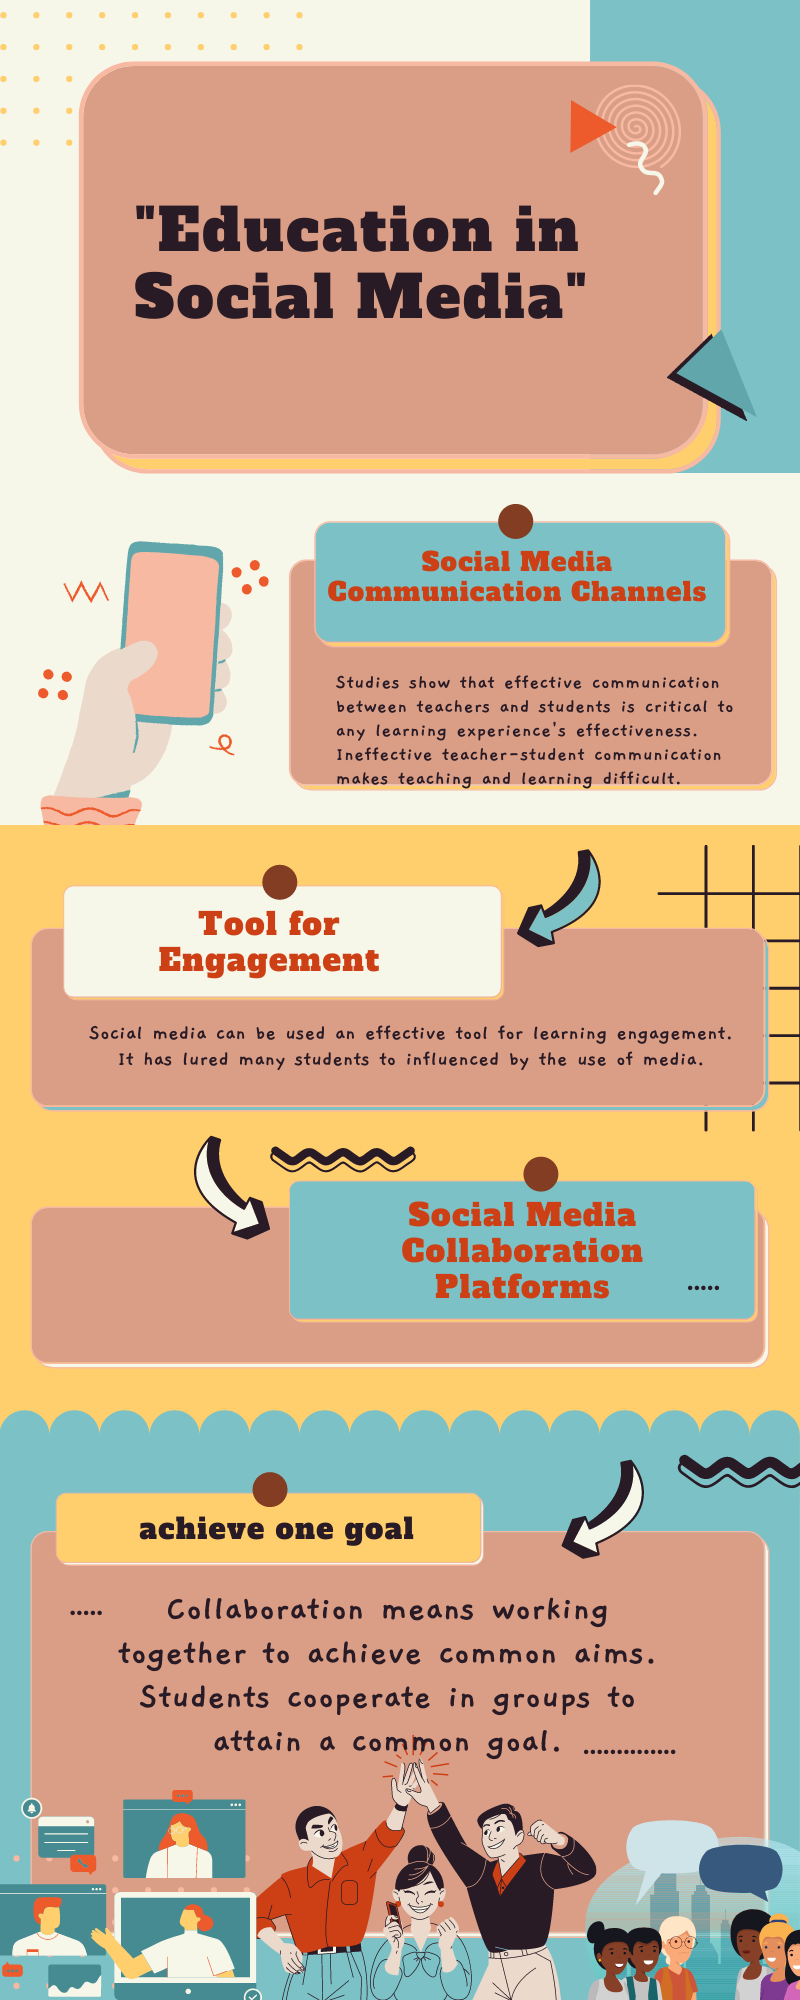 "Education in
Social Media"
Social Media
Communication Channels
Studies show that effective communication
between teachers and students is critical to
any learning experience's effectiveness.
Ineffective teacher-student communication
makes teaching and learning difficult.
Tool for
Engagement
Social media can be used an effective tool for learning engagement.
It has lured many students to influenced by the use of media.
Social Media
Collaboration
Platforms
achieve one goal
Collaboration means working
together to achieve common aims.
Students cooperate in groups to
attain a common goal.